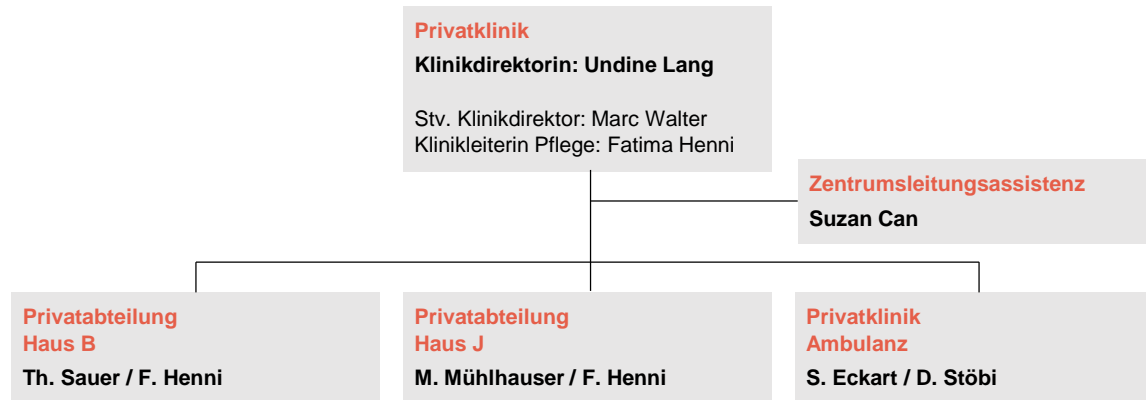 Privatklinik
Klinikdirektorin: Undine Lang
Stv. Klinikdirektor: Marc Walter
Klinikleiterin Pflege: Fatima Henni
Zentrumsleitungsassistenz
Suzan Can
Privatabteilung
Haus B
Th. Sauer / F. Henni
Privatabteilung
Haus J
M. Mühlhauser / F. Henni
Privatklinik
Ambulanz
S. Eckart / D. Stöbi